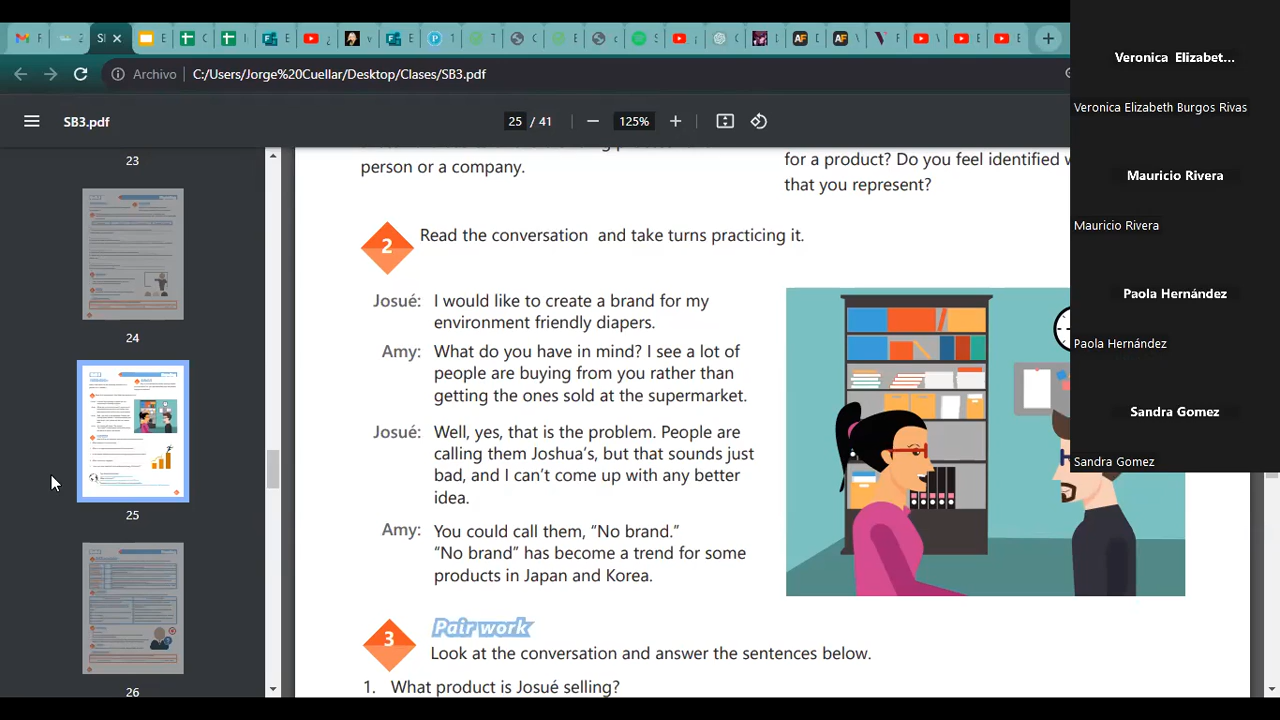 Archivo
C:/Users/Jorge%20Cuellar/Desktop/Clases/SB3.pdf
SB3.pdf
25 / 41
125%
23
24
25
26
person or a company.
for a product? Do you feel identified
that you represent?
2
Read the conversation and take turns practicing it.
Josué: I would like to create a brand for my
environment friendly diapers.
Amy: What do you have in mind? I see a lot of
people are buying from you rather than
getting the ones sold at the supermarket.
Josué: Well, yes, that is the problem. People are
calling them Joshua's, but that sounds just
bad, and I can't come up with any better
idea.
Amy: You could call them, “No brand.”
“No brand” has become a trend for some
products in Japan and Korea.
3
Pair work
Look at the conversation and answer the sentences below.
1. What product is Josué selling?
Veronica Elizabet...
Veronica Elizabeth Burgos Rivas
Mauricio Rivera
Mauricio Rivera
Paola Hernández
Paola Hernández
Sandra Gomez
Sandra Gomez